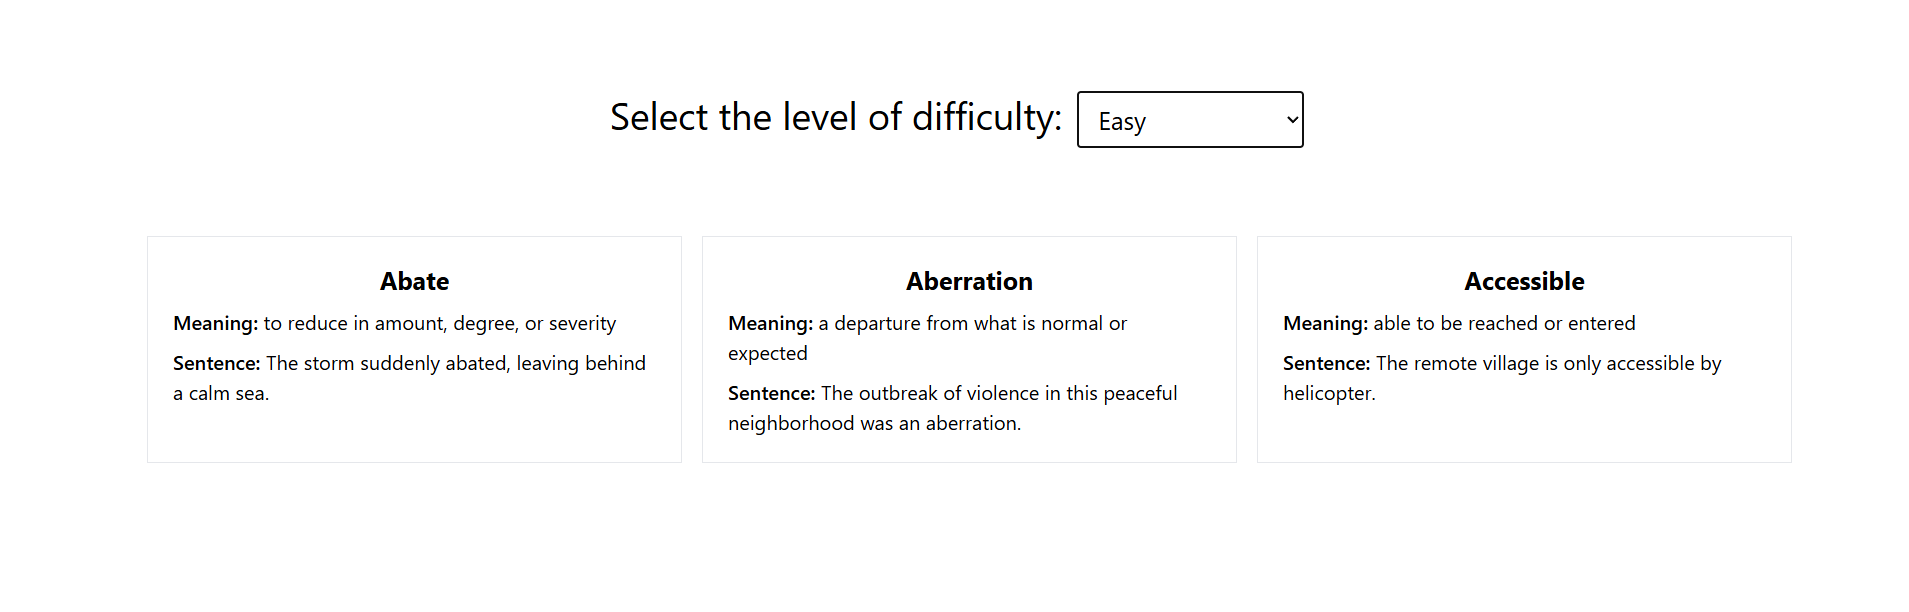 Select the level of difficulty: Easy
Abate
Meaning: to reduce in amount, degree, or severity
Sentence: The storm suddenly abated, leaving behind
a calm sea.
Aberration
Meaning: a departure from what is normal or
expected
Sentence: The outbreak of violence in this peaceful
neighborhood was an aberration.
Accessible
Meaning: able to be reached or entered
Sentence: The remote village is only accessible by
helicopter.